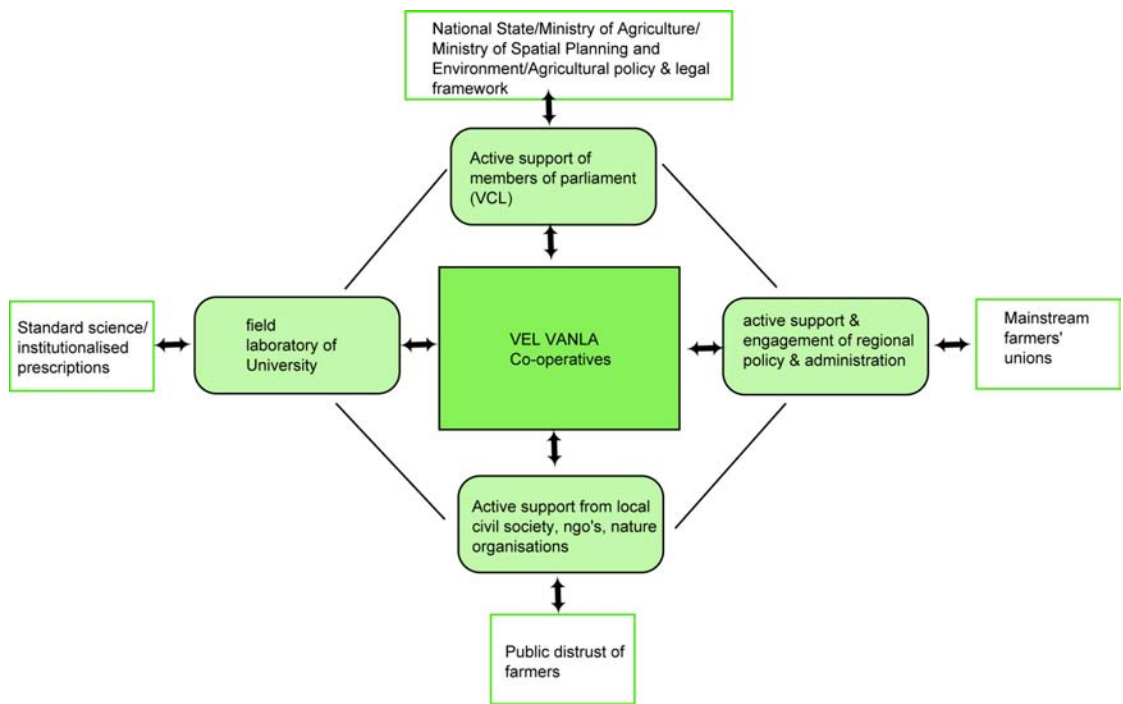 National State/Ministry of Agriculture/
Ministry of Spatial Planning and
Environment/Agricultural policy & legal
framework
Active support of
members of parliament
(VCL)
Standard science/
institutionalised
prescriptions
field
laboratory of
University
VEL VANLA
Co-operatives
active support &
engagement of regional
policy & administration
Mainstream
farmers'
unions
Active support from local
civil society, ngo's, nature
organisations
Public distrust of
farmers